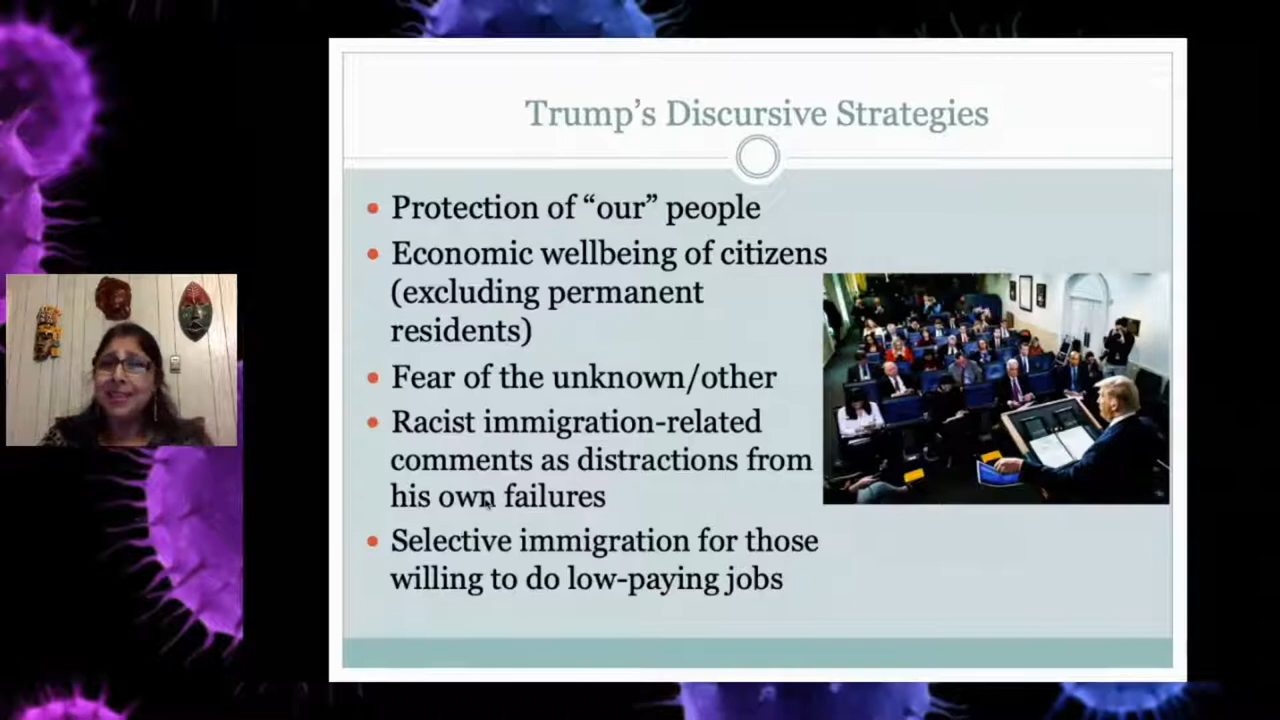 Trump’s Discursive Strategies
Protection of “our” people
Economic wellbeing of citizens
(excluding permanent
residents)
Fear of the unknown/other
Racist immigration-related
comments as distractions from
his own failures
Selective immigration for those
willing to do low-paying jobs